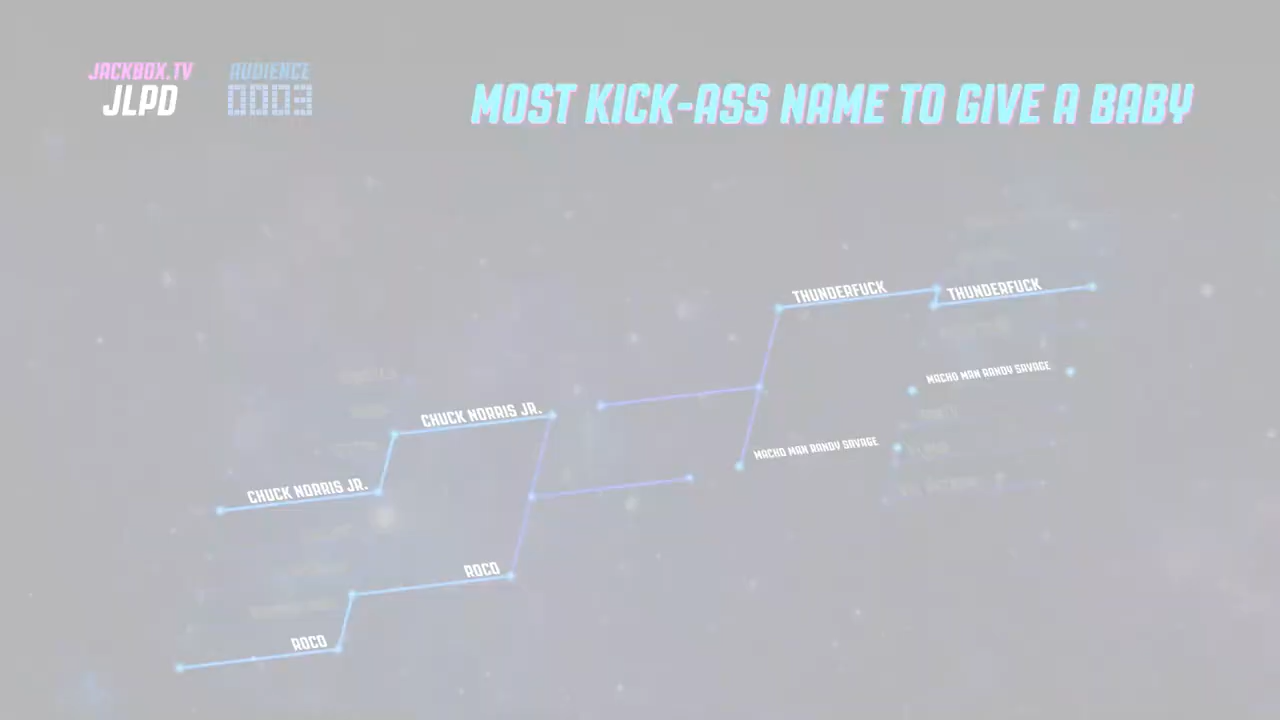 JACKBOX.TV
JLPD
AUDIENCE
0003
MOST KICK-ASS NAME TO GIVE A BABY
THUNDERFUCK
THUNDERFUCK
MACHO MAN RANDY SAVAGE
CHUCK NORRIS JR.
MACHO MAN RANDY SAVAGE
CHUCK NORRIS JR.
ROCO
ROCO